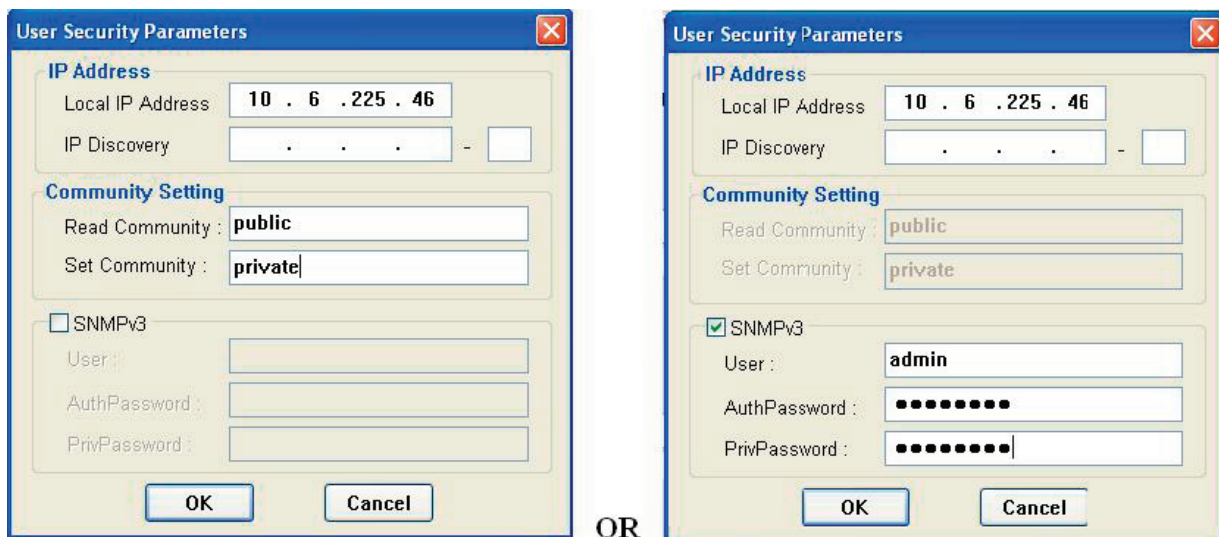 User Security Parameters
IP Address
Local IP Address 10 . 6 . 225 . 46
IP Discovery . . . -
Community Setting
Read Community : public
Set Community : private
SNMPv3
User :
AuthPassword :
PrivPassword :
OK Cancel
OR
User Security Parameters
IP Address
Local IP Address 10 . 6 . 225 . 46
IP Discovery . . . -
Community Setting
Read Community : public
Set Community : private
SNMPv3
User : admin
AuthPassword : ●●●●●●●●
PrivPassword : ●●●●●●●●
OK Cancel